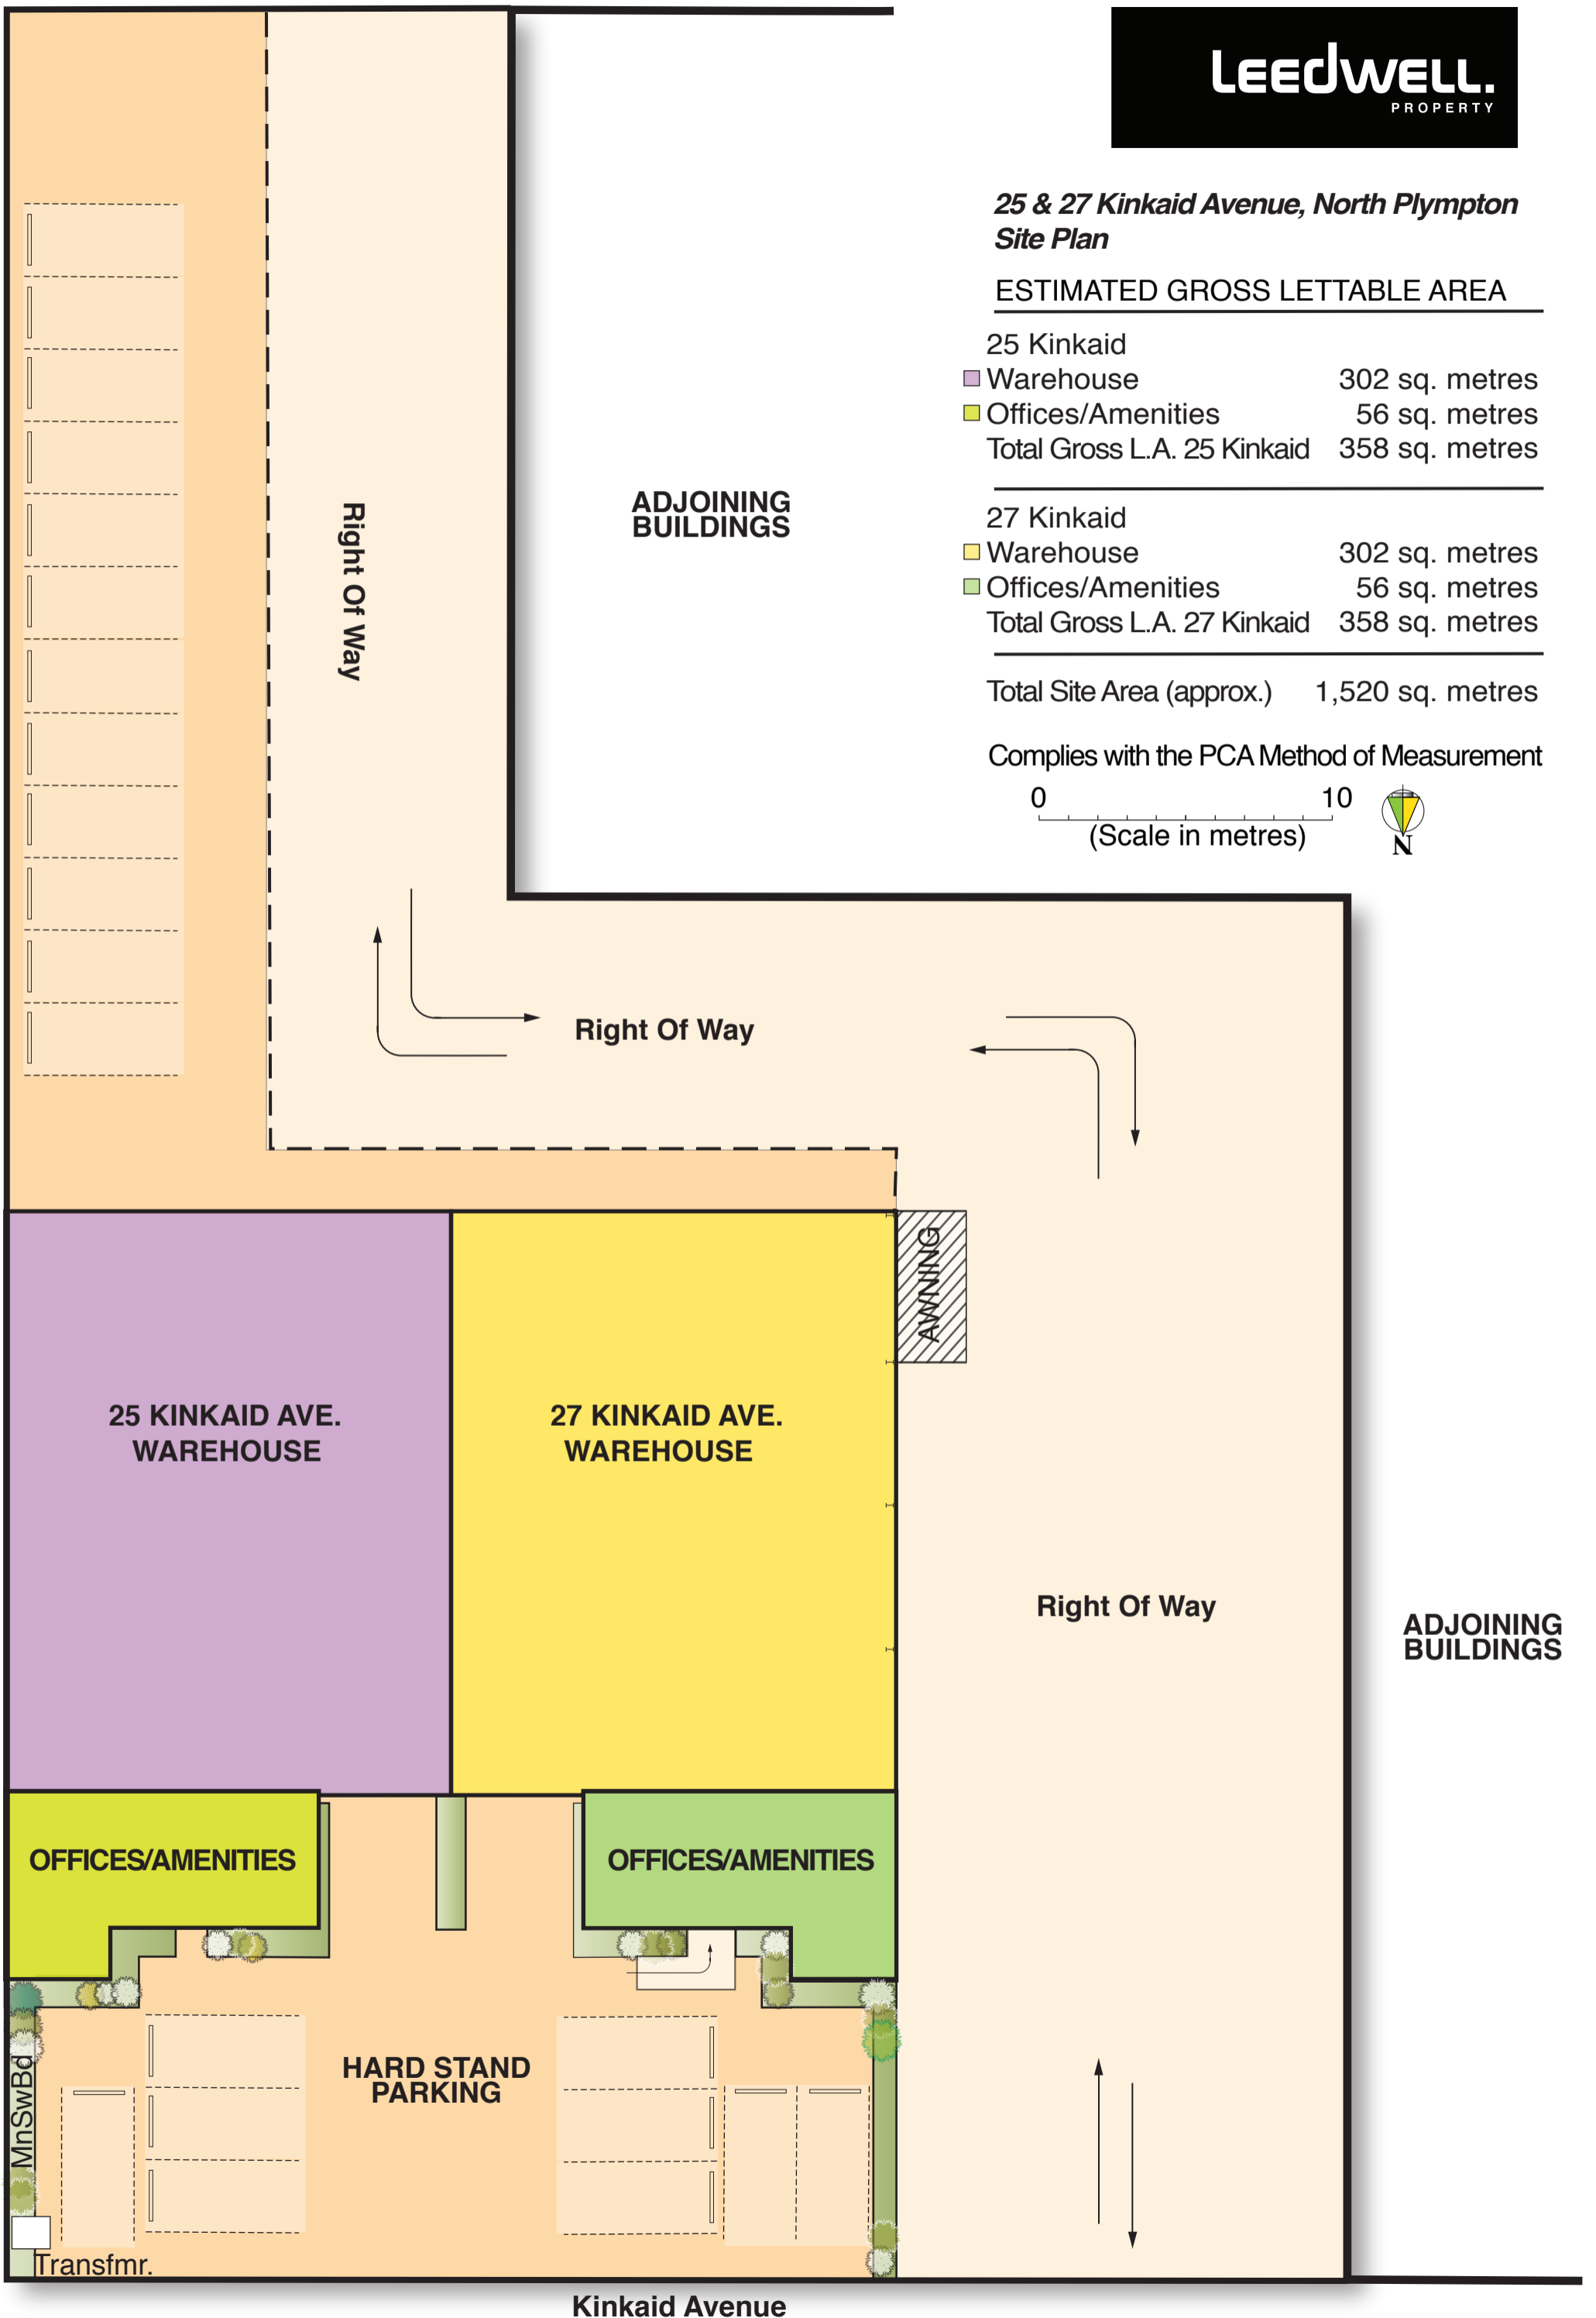 LEEDWELL.
PROPERTY
25 & 27 Kinkaid Avenue, North Plympton
Site Plan
ESTIMATED GROSS LETTABLE AREA
25 Kinkaid
Warehouse 302 sq. metres
Offices/Amenities 56 sq. metres
Total Gross L.A. 25 Kinkaid 358 sq. metres
27 Kinkaid
Warehouse 302 sq. metres
Offices/Amenities 56 sq. metres
Total Gross L.A. 27 Kinkaid 358 sq. metres
Total Site Area (approx.) 1,520 sq. metres
Complies with the PCA Method of Measurement
0 10
(Scale in metres)
N
ADJOINING
BUILDINGS
Right Of Way
Right Of Way
AWNING
25 KINKAID AVE.
WAREHOUSE
27 KINKAID AVE.
WAREHOUSE
Right Of Way
ADJOINING
BUILDINGS
OFFICES/AMENITIES
OFFICES/AMENITIES
HARD STAND
PARKING
MnSwBd
Transfmr.
Kinkaid Avenue